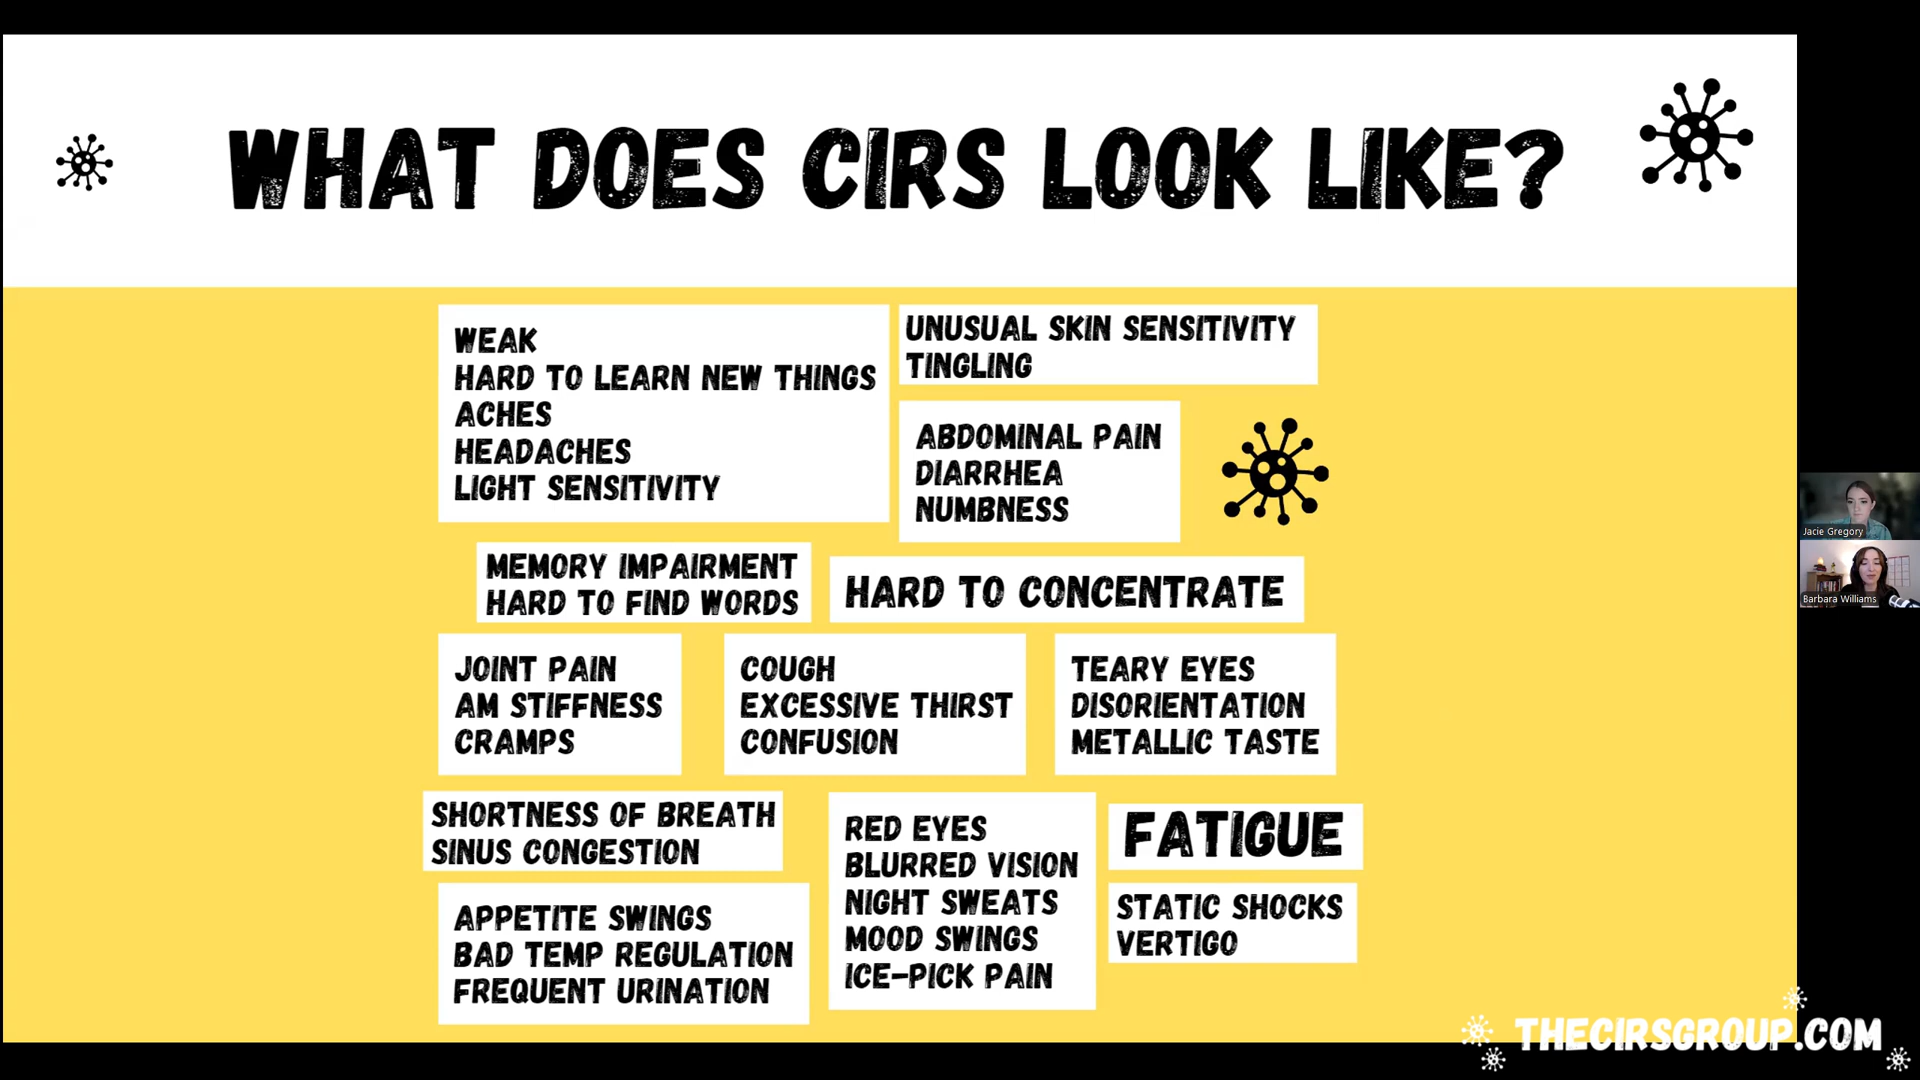 WHAT DOES CIRS LOOK LIKE?
WEAK
HARD TO LEARN NEW THINGS
ACHES
HEADACHES
LIGHT SENSITIVITY
UNUSUAL SKIN SENSITIVITY
TINGLING
ABDOMINAL PAIN
DIARRHEA
NUMBNESS
MEMORY IMPAIRMENT
HARD TO FIND WORDS
HARD TO CONCENTRATE
JOINT PAIN
AM STIFFNESS
CRAMPS
COUGH
EXCESSIVE THIRST
CONFUSION
TEARY EYES
DISORIENTATION
METALLIC TASTE
SHORTNESS OF BREATH
SINUS CONGESTION
RED EYES
BLURRED VISION
NIGHT SWEATS
MOOD SWINGS
ICE-PICK PAIN
FATIGUE
STATIC SHOCKS
VERTIGO
APPETITE SWINGS
BAD TEMP REGULATION
FREQUENT URINATION
Jacie Gregory
Barbara Williams
THECIRSGROUP.COM